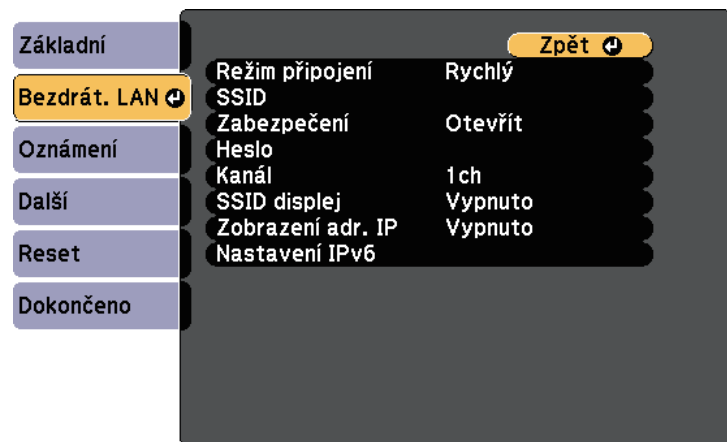 Základní
Bezdrát. LAN
Oznámení
Další
Reset
Dokončeno
Zpět
Režim připojení Rychlý
SSID
Zabezpečení Otevřít
Heslo
Kanál 1ch
SSID displej Vypnuto
Zobrazení adr. IP Vypnuto
Nastavení IPv6